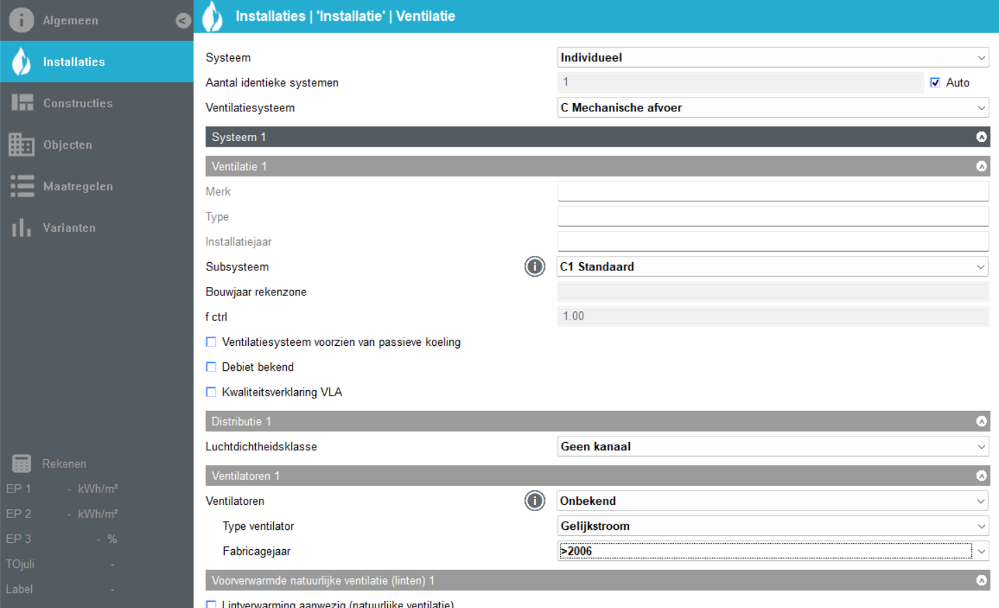 Algemeen
Installaties
Constructies
Objecten
Maatregelen
Varianten
Rekenen
EP 1 - kWh/m²
EP 2 - kWh/m²
EP 3 - %
TOjuli -
Label -
Installaties | 'Installatie' | Ventilatie
Systeem Individueel
Aantal identieke systemen 1 Auto
Ventilatiesysteem C Mechanische afvoer
Systeem 1
Ventilatie 1
Merk
Type
Installatiejaar
Subsysteem C1 Standaard
Bouwjaar rekenzone
f ctrl 1.00
Ventilatiesysteem voorzien van passieve koeling
Debiet bekend
Kwaliteitsverklaring VLA
Distributie 1
Luchtdichtheidsklasse Geen kanaal
Ventilatoren 1
Ventilatoren Onbekend
Type ventilator Gelijkstroom
Fabricagejaar >2006
Voorverwarmde natuurlijke ventilatie (linten) 1
Lintverwarming aanwezig (natuurlijke ventilatie)